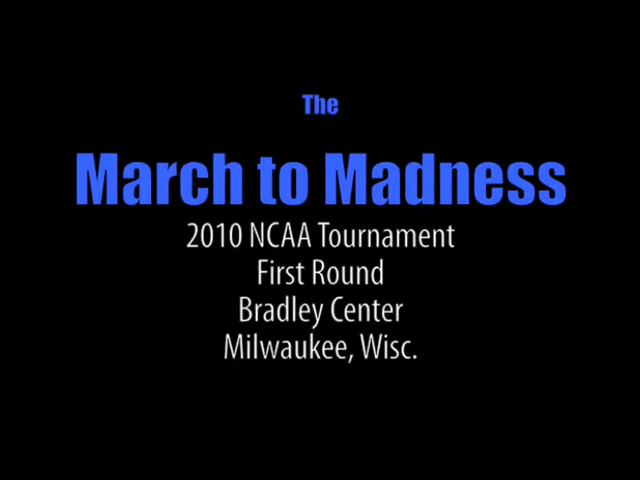 The
March to Madness
2010 NCAA Tournament
First Round
Bradley Center
Milwaukee, Wisc.